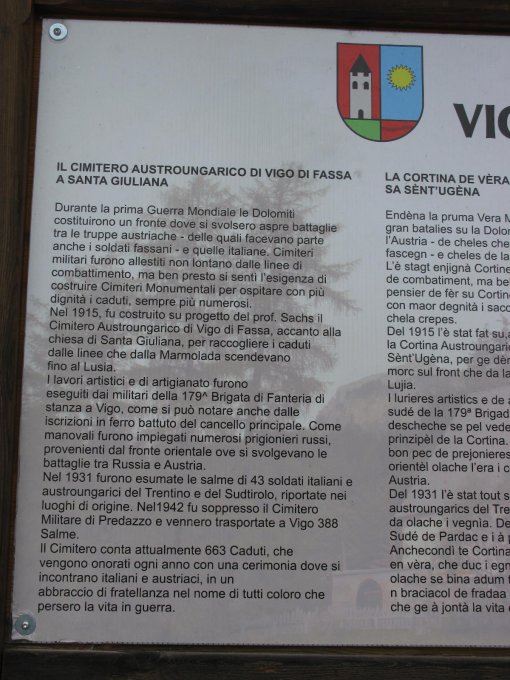 VIG
IL CIMITERO AUSTROUNGARICO DI VIGO DI FASSA
A SANTA GIULIANA
Durante la prima Guerra Mondiale le Dolomiti
costituirono un fronte dove si svolsero aspre battaglie
tra le truppe austriache - delle quali facevano parte
anche i soldati fassani - e quelle italiane. Cimiteri
militari furono allestiti non lontano dalle linee di
combattimento, ma ben presto si sentì l'esigenza di
costruire Cimiteri Monumentali per ospitare con più
dignità i caduti, sempre più numerosi.
Nel 1915, fu costruito su progetto del prof. Sachs il
Cimitero Austroungarico di Vigo di Fassa, accanto alla
chiesa di Santa Giuliana, per raccogliere i caduti
dalle linee che dalla Marmolada scendevano
fino al Lusia.
I lavori artistici e di artigianato furono
eseguiti dai militari della 179^ Brigata di Fanteria di
stanza a Vigo, come si può notare anche dalle
iscrizioni in ferro battuto del cancello principale. Come
manovali furono impiegati numerosi prigionieri russi,
provenienti dal fronte orientale ove si svolgevano le
battaglie tra Russia e Austria.
Nel 1931 furono esumate le salme di 43 soldati italiani e
austroungarici del Trentino e del Sudtirolo, riportate nei
luoghi di origine. Nel1942 fu soppresso il Cimitero
Militare di Predazzo e vennero trasportate a Vigo 388
Salme.
Il Cimitero conta attualmente 663 Caduti, che
vengono onorati ogni anno con una cerimonia dove si
incontrano italiani e austriaci, in un
abbraccio di fratellanza nel nome di tutti coloro che
persero la vita in guerra.
LA CORTINA DE VÈRA
SA SÈNT'UGÈNA
Endèna la pruma Vera M
gran batalies su la Dolon
l'Austria - de cheles che
fascegn - e cheles de la
L'è stagt enjignà Cortine
de combatiment, ma be
pensier de fèr su Cortin
con maor degnità i sacc
chela crepes.
Del 1915 l'è stat fat su
la Cortina Austroungaric
Sènt'Ugèna, per ge dèr
morc sul front che da la
Lujia.
I lurieres artistics e de a
sudé de la 179ª Brigad
descheche se pel vede
prinzipèl de la Cortina.
bon pec de prejonieres
orientèl olache l'era i c
Austria.
Del 1931 l'è stat tout s
austroungarics del Tre
da olache i vegnìa. De
Sudé de Pardac e i à p
Anchecondì te Cortina
en vèra, che duc i egn
olache se bina adum t
n braciacol de fradaa
che ge à jontà la vita